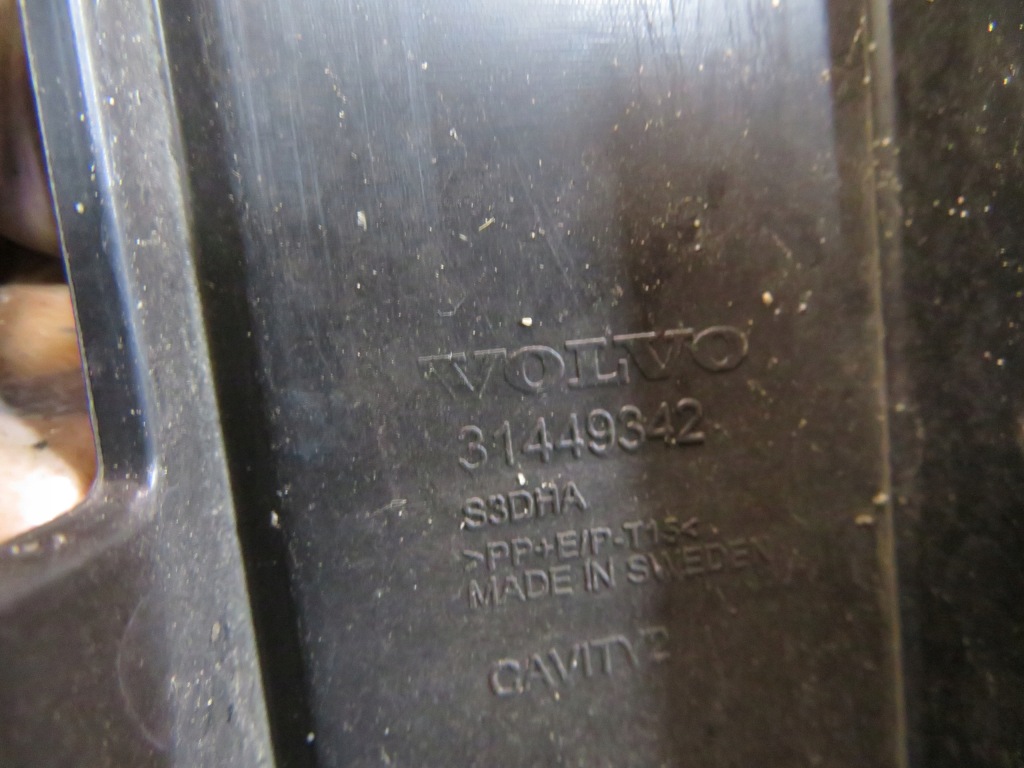 VOLVO
31449342
S3DHA
>PP+E/P-T15<
MADE IN SWEDEN
CAVITY 2